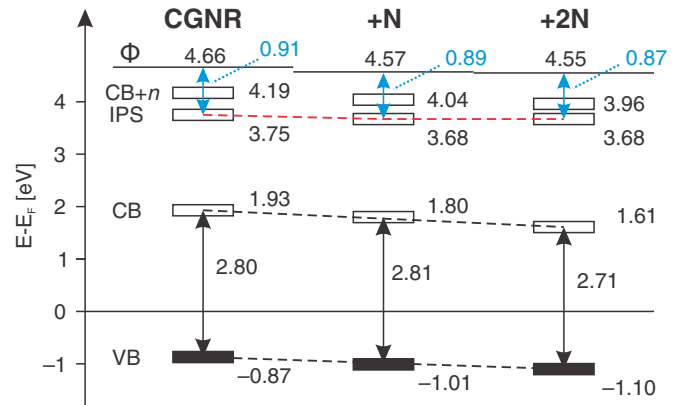 CGNR +N +2N
Φ 4.66 0.91 4.57 0.89 4.55 0.87
CB+n 4.19 4.04 3.96
4
IPS 3.75 3.68 3.68
3
E-EF [eV]
CB 1.93 1.80 1.61
2
2.80 2.81 2.71
1
0
VB
−1
−0.87 −1.01 −1.10